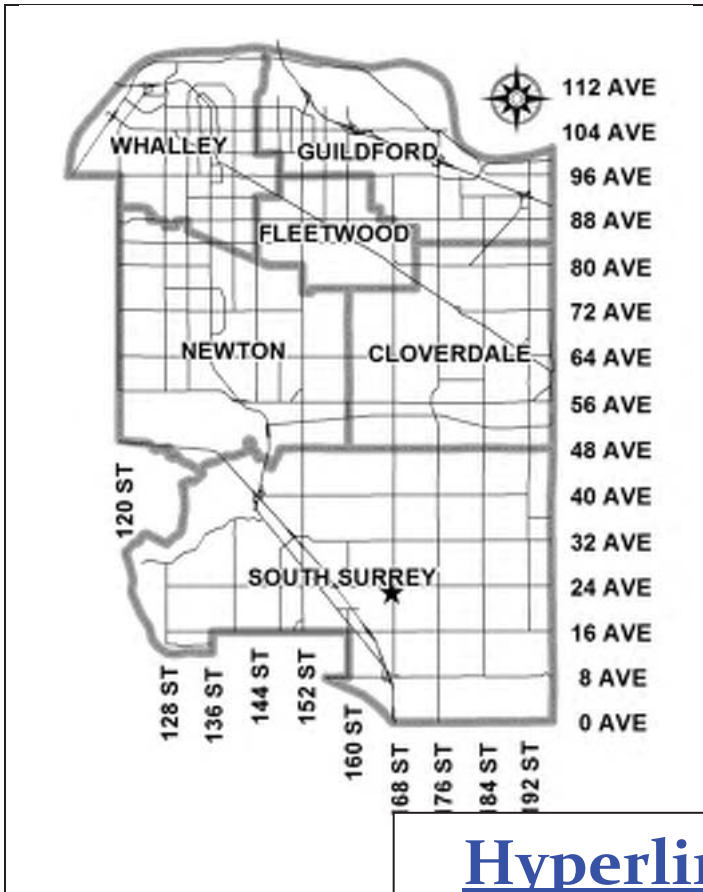 112 AVE
104 AVE
WHALLEY
GUILDFORD
96 AVE
88 AVE
FLEETWOOD
80 AVE
72 AVE
NEWTON
CLOVERDALE
64 AVE
56 AVE
48 AVE
120 ST
40 AVE
32 AVE
SOUTH SURREY
24 AVE
16 AVE
128 ST
136 ST
144 ST
152 ST
8 AVE
160 ST
0 AVE
168 ST
176 ST
184 ST
192 ST
Hyperlin